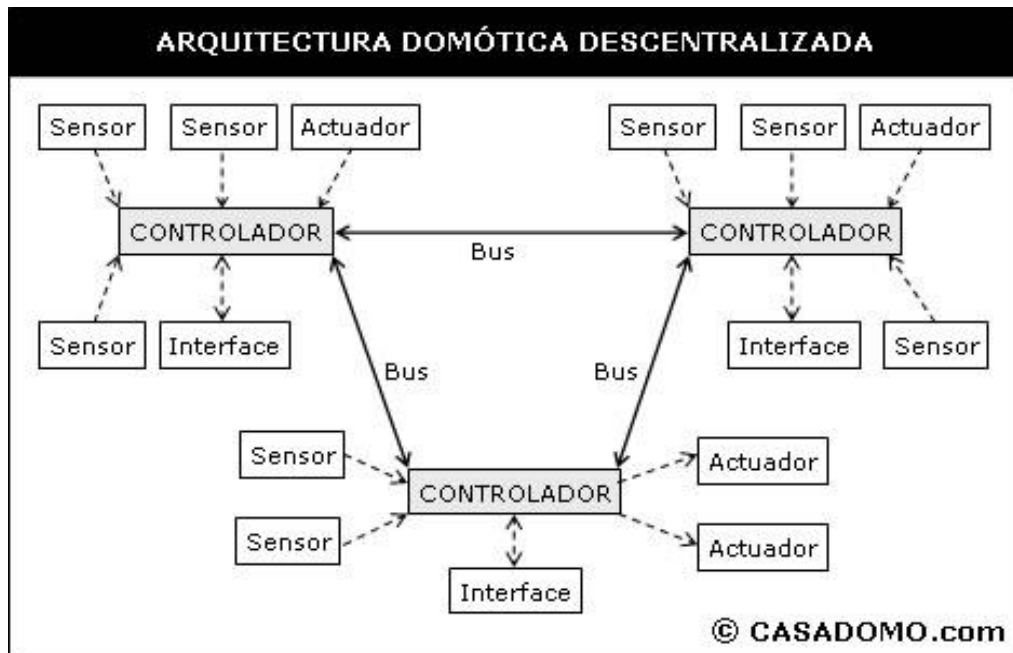 ARQUITECTURA DOMÓTICA DESCENTRALIZADA
Sensor
Sensor
Actuador
Sensor
Sensor
Actuador
CONTROLADOR
CONTROLADOR
Bus
Sensor
Interface
Interface
Sensor
Bus
Bus
Sensor
Actuador
CONTROLADOR
Sensor
Actuador
Interface
© CASADOMO.com